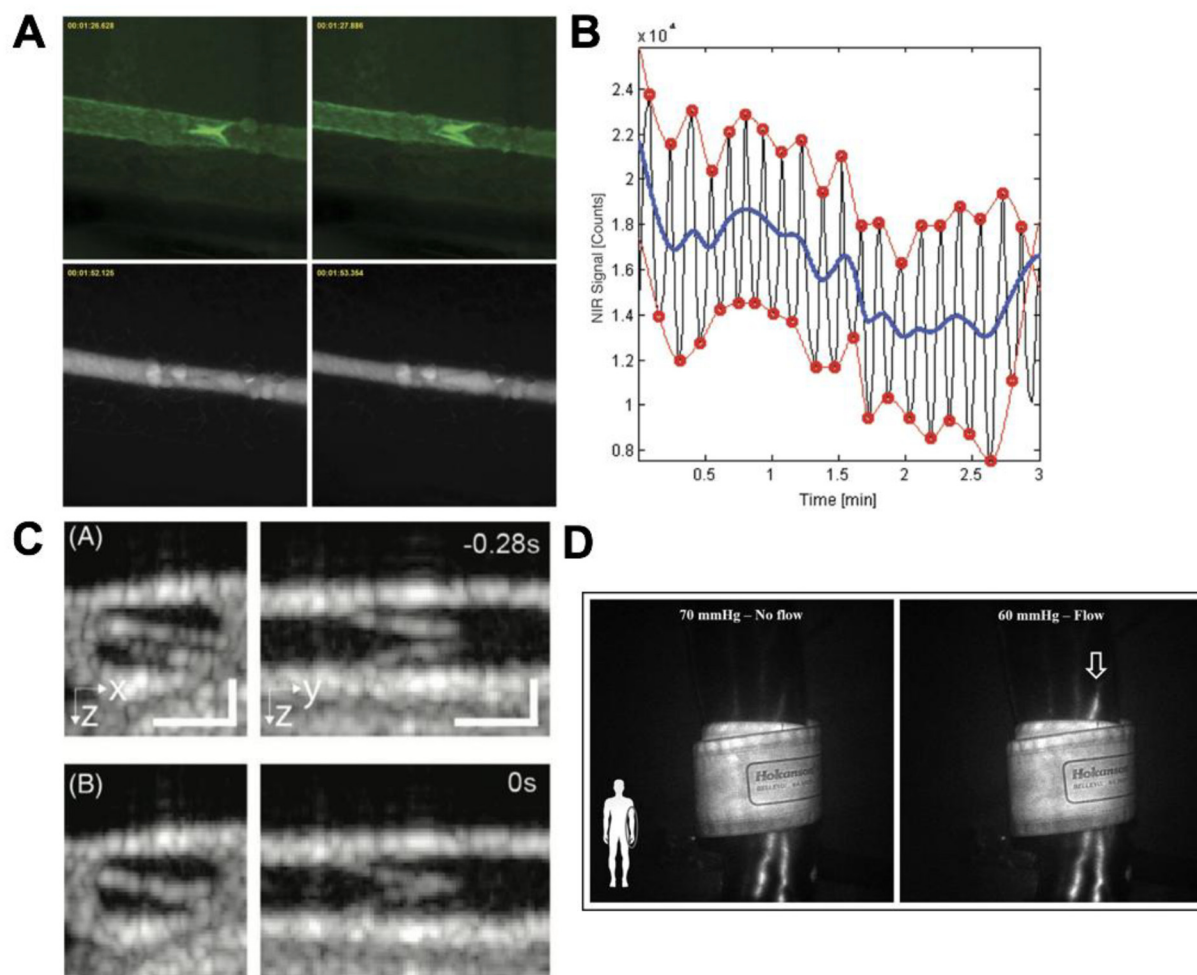 A
00:01:26.628
00:01:27.886
00:01:52.125
00:01:53.354
B
x 10⁴
2.4
2.2
2
1.8
1.6
1.4
1.2
1
0.8
NIR Signal [Counts]
0.5
1
1.5
2
2.5
3
Time [min]
C
(A)
-0.28s
x
z
y
z
(B)
0s
D
70 mmHg – No flow
60 mmHg – Flow
Hokanson
Hokanson